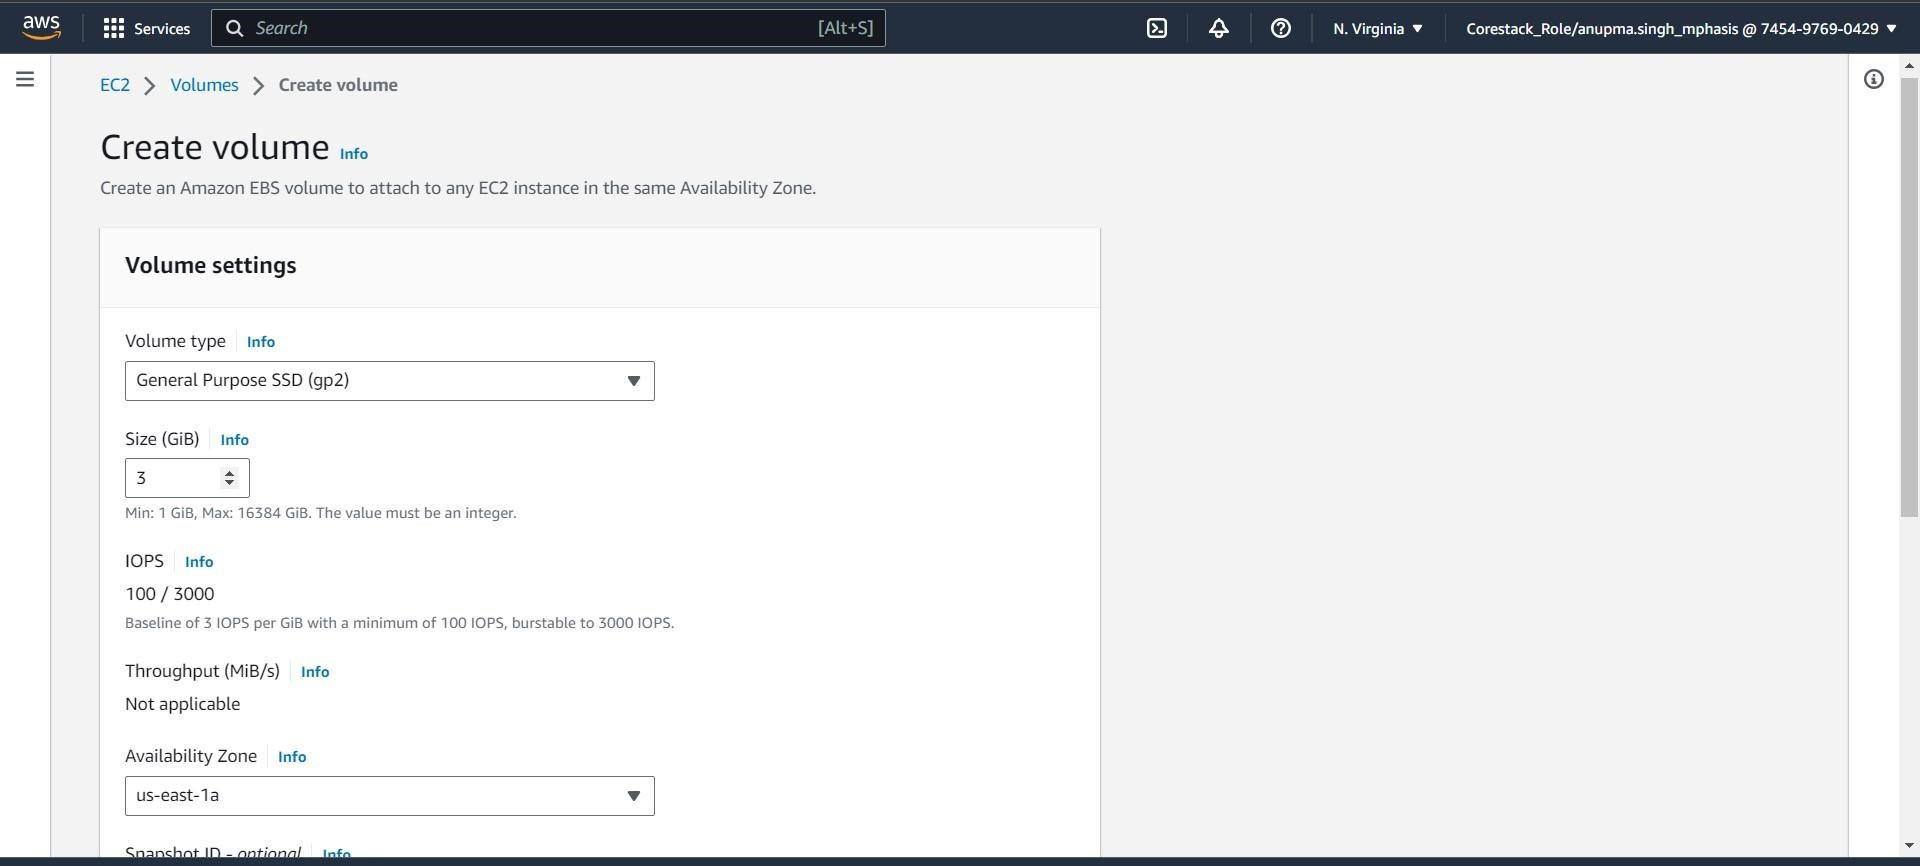 aws Services Search [Alt+S] N. Virginia Corestack_Role/anupma.singh_mphasis @ 7454-9769-0429
EC2 Volumes Create volume
Create volume Info
Create an Amazon EBS volume to attach to any EC2 instance in the same Availability Zone.
Volume settings
Volume type Info
General Purpose SSD (gp2)
Size (GiB) Info
3
Min: 1 GiB, Max: 16384 GiB. The value must be an integer.
IOPS Info
100 / 3000
Baseline of 3 IOPS per GiB with a minimum of 100 IOPS, burstable to 3000 IOPS.
Throughput (MiB/s) Info
Not applicable
Availability Zone Info
us-east-1a
Snapshot ID - optional Info